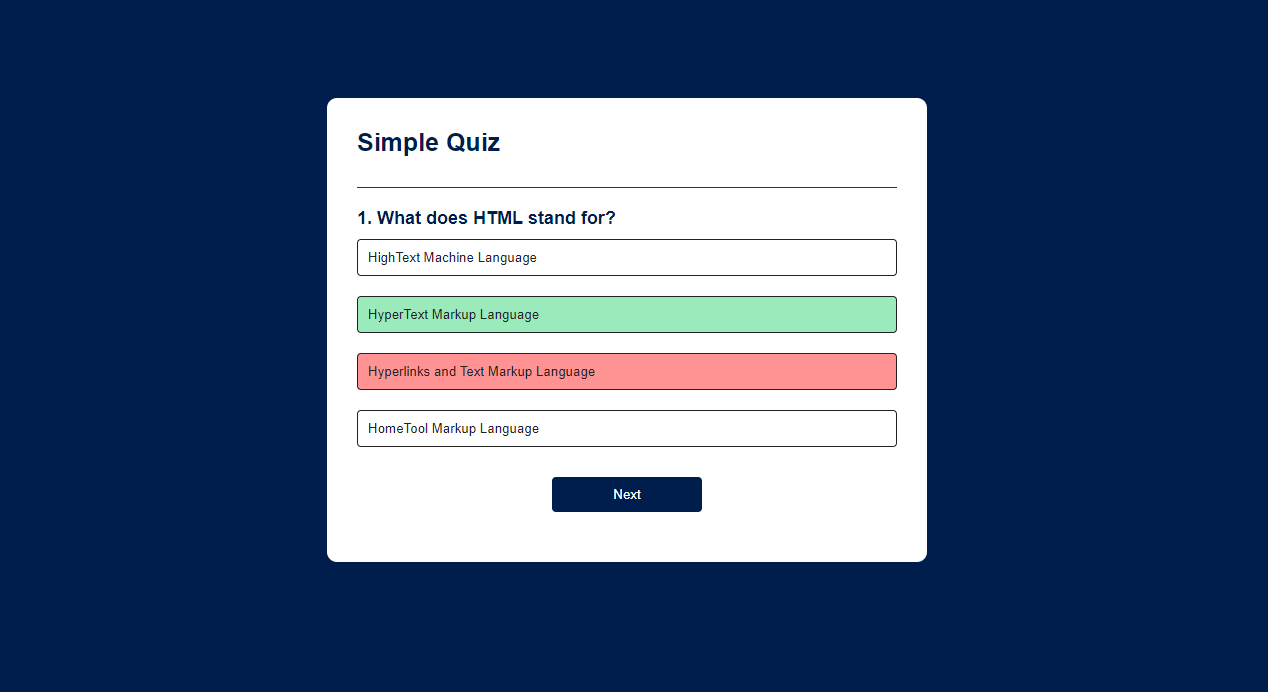 Simple Quiz
1. What does HTML stand for?
HighText Machine Language
HyperText Markup Language
Hyperlinks and Text Markup Language
HomeTool Markup Language
Next